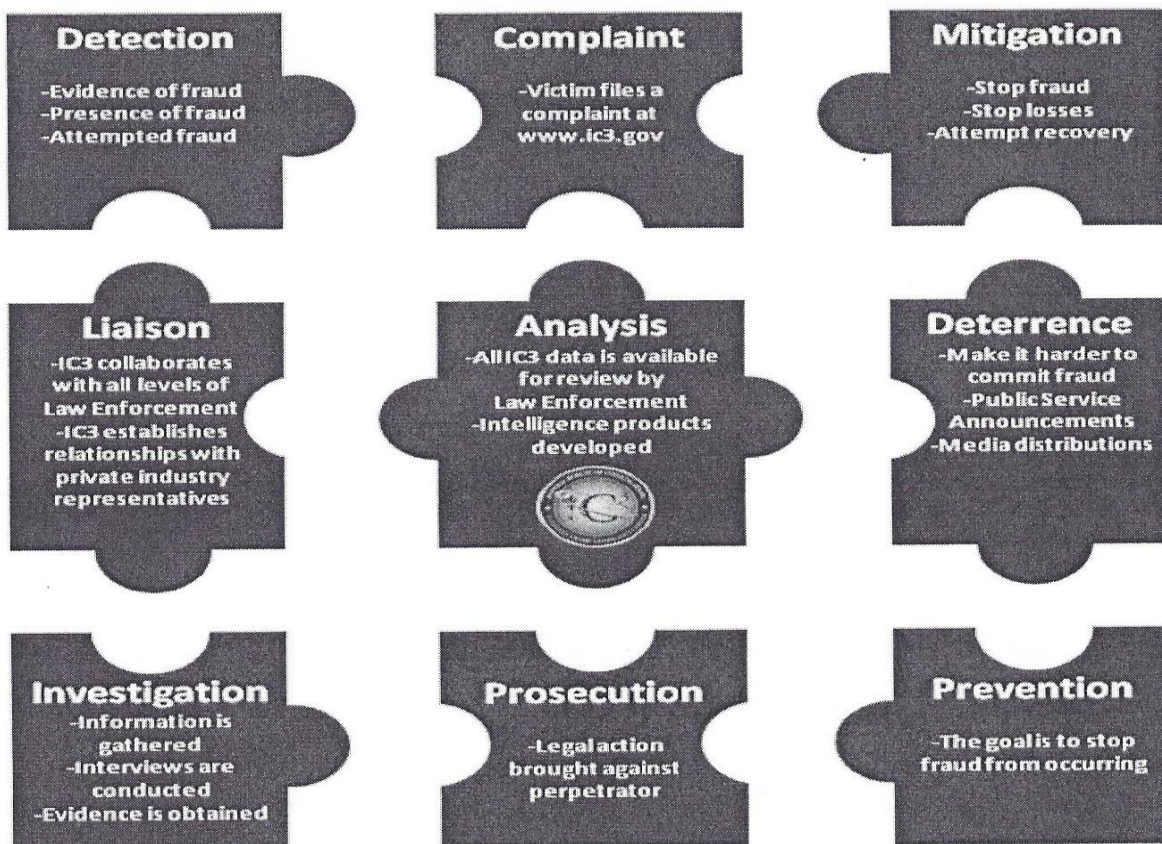 Detection
-Evidence of fraud
-Presence of fraud
-Attempted fraud
Complaint
-Victim files a
complaint at
www.ic3.gov
Mitigation
-Stop fraud
-Stop losses
-Attempt recovery
Liaison
-IC3 collaborates
with all levels of
Law Enforcement
-IC3 establishes
relationships with
private industry
representatives
Analysis
-All IC3 data is available
for review by
Law Enforcement
-Intelligence products
developed
Deterrence
-Make it harder to
commit fraud
-Public Service
Announcements
-Media distributions
Investigation
-Information is
gathered
-Interviews are
conducted
-Evidence is obtained
Prosecution
-Legal action
brought against
perpetrator
Prevention
-The goal is to stop
fraud from occurring